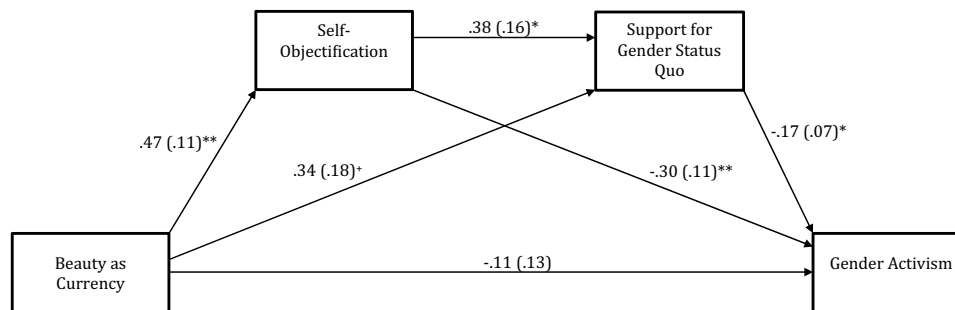 Self-
Objectification
.38 (.16)*
Support for
Gender Status
Quo
.47 (.11)**
.34 (.18)⁺
-.30 (.11)**
-.17 (.07)*
Beauty as
Currency
-.11 (.13)
Gender Activism